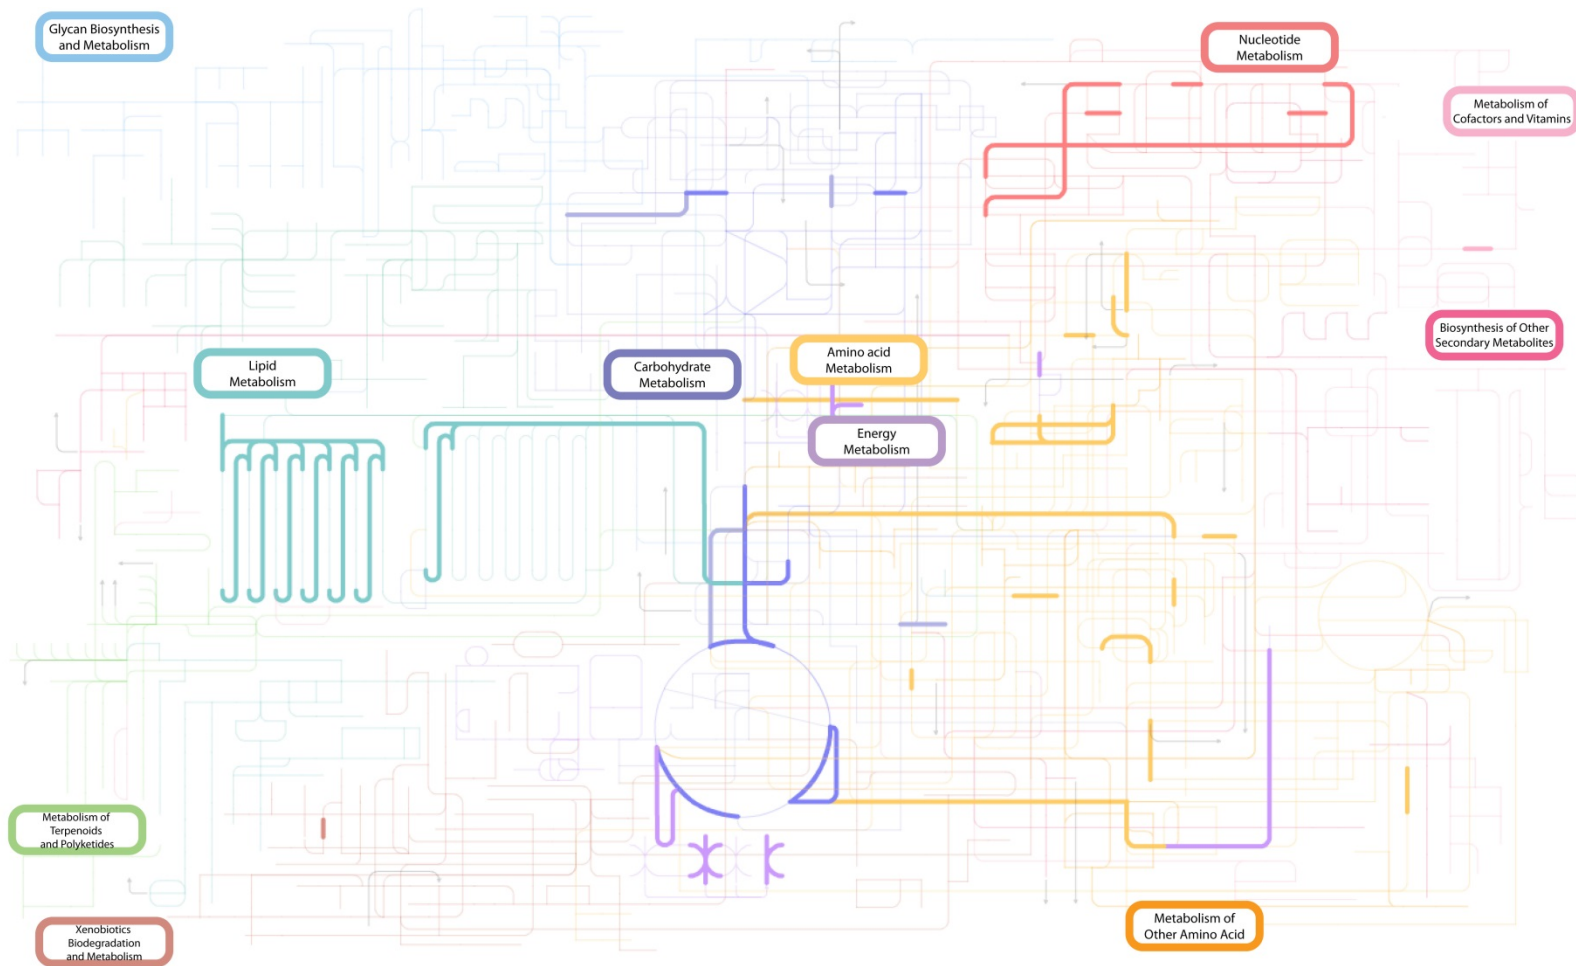 Glycan Biosynthesis
and Metabolism
Nucleotide
Metabolism
Metabolism of
Cofactors and Vitamins
Biosynthesis of Other
Secondary Metabolites
Lipid
Metabolism
Carbohydrate
Metabolism
Amino acid
Metabolism
Energy
Metabolism
Metabolism of
Terpenoids
and Polyketides
Xenobiotics
Biodegradation
and Metabolism
Metabolism of
Other Amino Acid